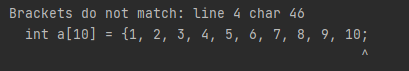 Brackets do not match: line 4 char 46
int a[10] = {1, 2, 3, 4, 5, 6, 7, 8, 9, 10;
^